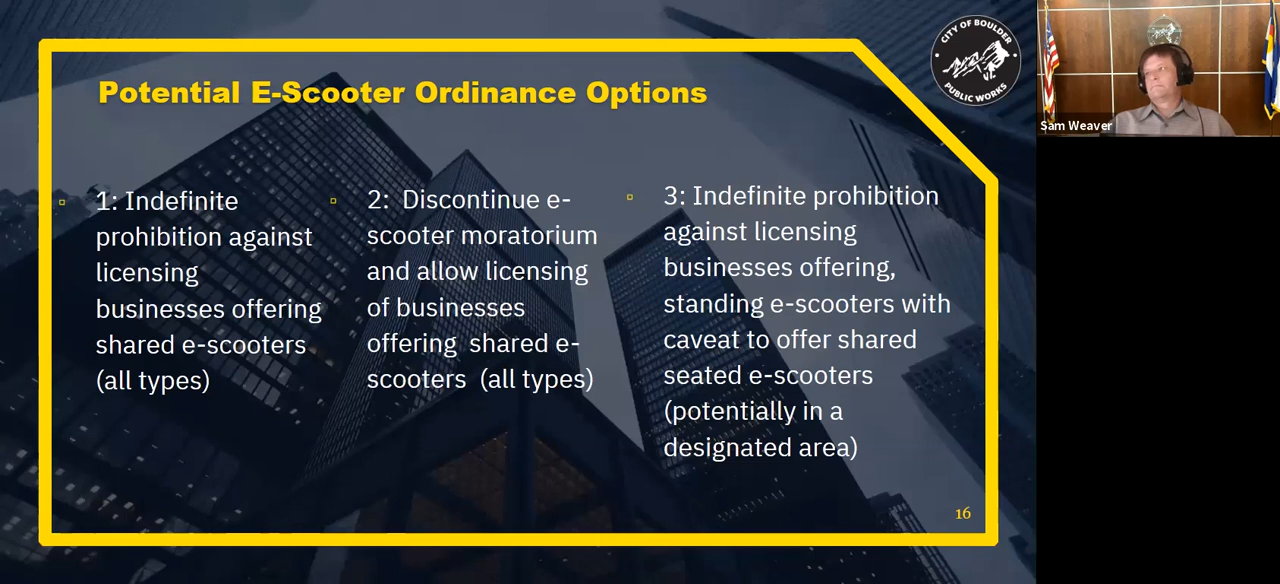 Potential E-Scooter Ordinance Options
CITY OF BOULDER
PUBLIC WORKS
Sam Weaver
1: Indefinite
prohibition against
licensing
businesses offering
shared e-scooters
(all types)
2:  Discontinue e-
scooter moratorium
and allow licensing
of businesses
offering  shared e-
scooters  (all types)
3: Indefinite prohibition
against licensing
businesses offering,
standing e-scooters with
caveat to offer shared
seated e-scooters
(potentially in a
designated area)
16